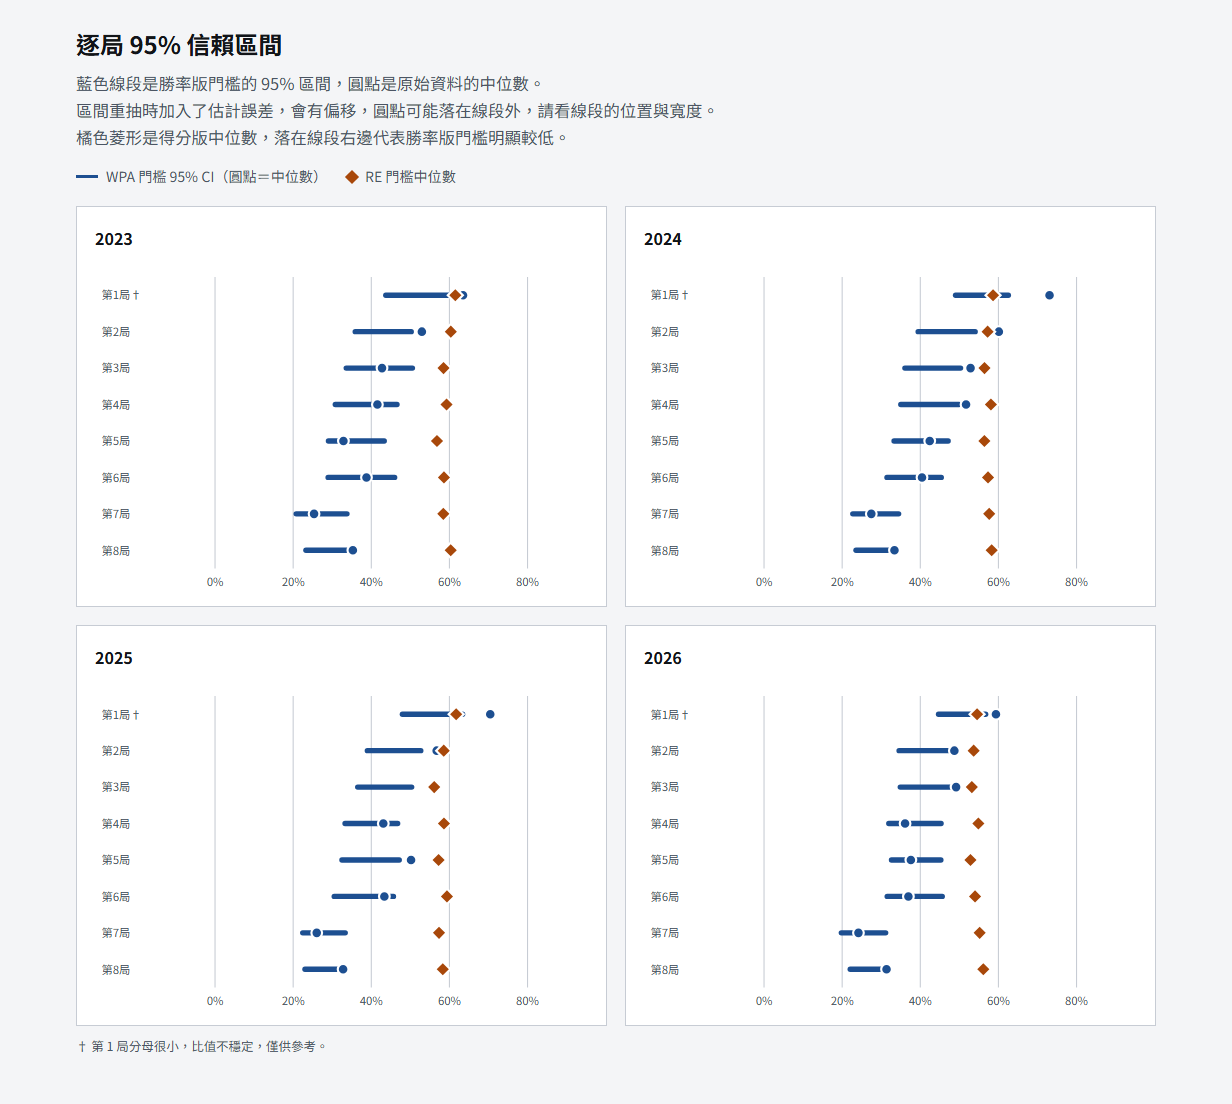 逐局 95% 信賴區間
藍色線段是勝率版門檻的 95% 區間，圓點是原始資料的中位數。
區間重抽時加入了估計誤差，會有偏移，圓點可能落在線段外，請看線段的位置與寬度。
橘色菱形是得分版中位數，落在線段右邊代表勝率版門檻明顯較低。
WPA 門檻 95% CI（圓點＝中位數） RE 門檻中位數
2023
第1局 †
第2局
第3局
第4局
第5局
第6局
第7局
第8局
0% 20% 40% 60% 80%
2024
第1局 †
第2局
第3局
第4局
第5局
第6局
第7局
第8局
0% 20% 40% 60% 80%
2025
第1局 †
第2局
第3局
第4局
第5局
第6局
第7局
第8局
0% 20% 40% 60% 80%
2026
第1局 †
第2局
第3局
第4局
第5局
第6局
第7局
第8局
0% 20% 40% 60% 80%
† 第 1 局分母很小，比值不穩定，僅供參考。